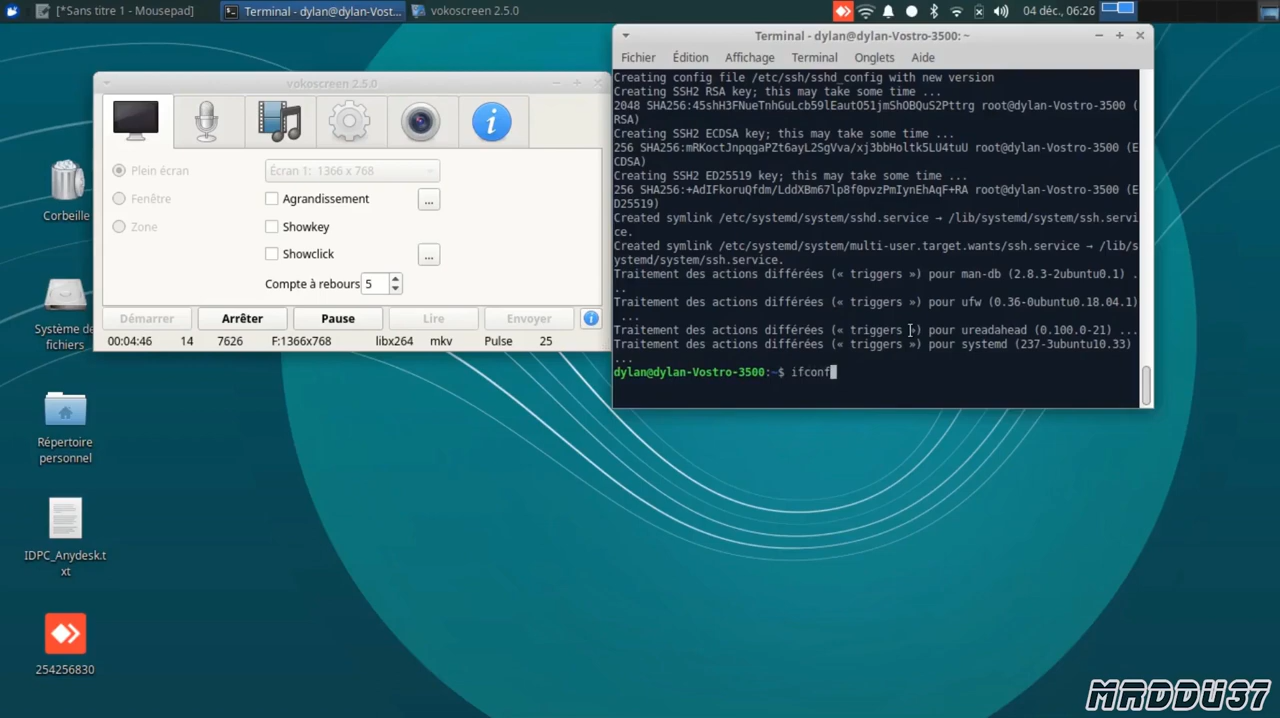 [*Sans titre 1 - Mousepad]
Terminal - dylan@dylan-Vost...
vokoscreen 2.5.0
04 déc., 06:26
vokoscreen 2.5.0
Plein écran
Écran 1:  1366 x 768
Fenêtre
Agrandissement
...
Zone
Showkey
Showclick
...
Compte à rebours
5
Démarrer
Arrêter
Pause
Lire
Envoyer
00:04:46
14
7626
F:1366x768
libx264
mkv
Pulse
25
Terminal - dylan@dylan-Vostro-3500: ~
Fichier Édition Affichage Terminal Onglets Aide
Creating config file /etc/ssh/sshd_config with new version
Creating SSH2 RSA key; this may take some time ...
2048 SHA256:45shH3FNueTnhGuLcb59lEautO51jmShOBQuS2Pttrg root@dylan-Vostro-3500 (
RSA)
Creating SSH2 ECDSA key; this may take some time ...
256 SHA256:mRKoctJnpqgaPZt6ayL2SgVva/xj3bbHoltk5LU4tuU root@dylan-Vostro-3500 (E
CDSA)
Creating SSH2 ED25519 key; this may take some time ...
256 SHA256:+AdIFkoruQfdm/LddXBm67lp8f0pvzPmIynEhAqF+RA root@dylan-Vostro-3500 (E
D25519)
Created symlink /etc/systemd/system/sshd.service → /lib/systemd/system/ssh.servi
ce.
Created symlink /etc/systemd/system/multi-user.target.wants/ssh.service → /lib/s
ystemd/system/ssh.service.
Traitement des actions différées (« triggers ») pour man-db (2.8.3-2ubuntu0.1) .
..
Traitement des actions différées (« triggers ») pour ufw (0.36-0ubuntu0.18.04.1)
 ...
Traitement des actions différées (« triggers ») pour ureadahead (0.100.0-21) ...
Traitement des actions différées (« triggers ») pour systemd (237-3ubuntu10.33)
...
dylan@dylan-Vostro-3500:~$ ifconf
Corbeille
Système de
fichiers
Répertoire
personnel
IDPC_Anydesk.t
xt
254256830
MRDDU37